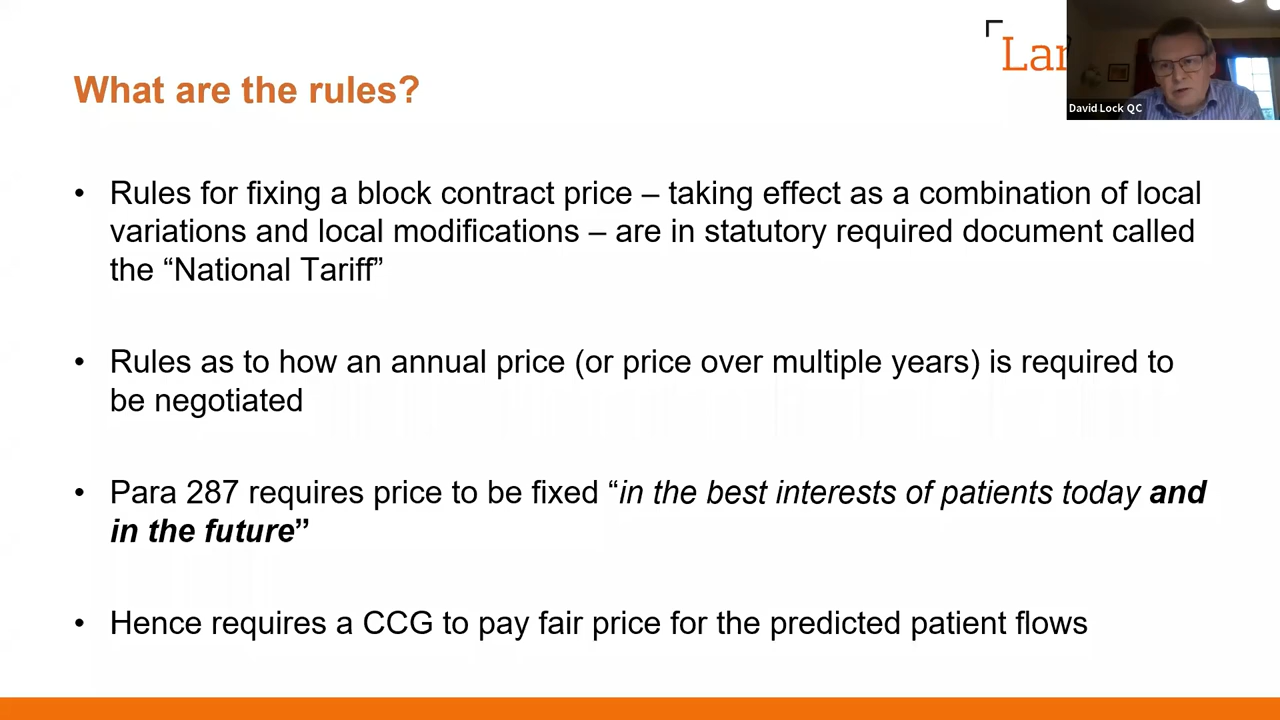 Lan
David Lock QC
What are the rules?
• Rules for fixing a block contract price – taking effect as a combination of local
variations and local modifications – are in statutory required document called
the “National Tariff”
• Rules as to how an annual price (or price over multiple years) is required to
be negotiated
• Para 287 requires price to be fixed “in the best interests of patients today and
in the future”
• Hence requires a CCG to pay fair price for the predicted patient flows